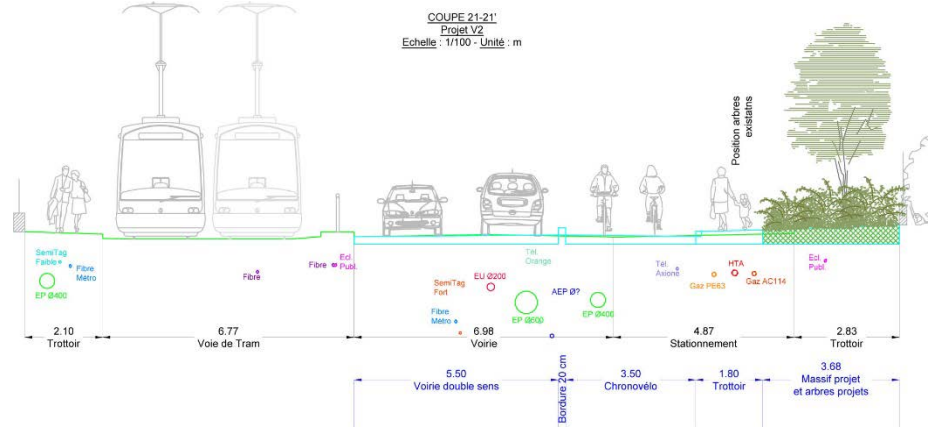 COUPE 21-21'
Projet V2
Echelle : 1/100 - Unité : m
Position arbres
existatns
SemiTag
Faible
Fibre
Métro
EP Ø400
Fibre
Fibre
Ecl.
Publ.
SemiTag
Fort
EU Ø200
Tél.
Orange
Fibre
Métro
EP Ø600
AEP Ø?
EP Ø400
Tél.
Axione
Gaz PE63
HTA
Gaz AC114
Ecl.
Publ.
2.10
Trottoir
6.77
Voie de Tram
6.98
Voirie
4.87
Stationnement
2.83
Trottoir
5.50
Voirie double sens
Bordure 20 cm
3.50
Chronovélo
1.80
Trottoir
3.68
Massif projet
et arbres projets